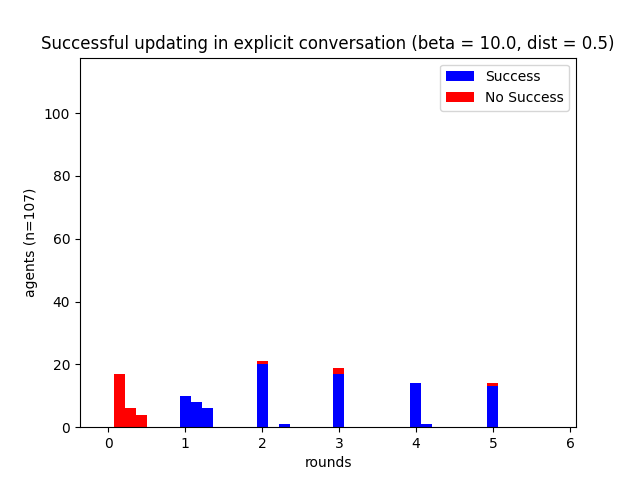 Successful updating in explicit conversation (beta = 10.0, dist = 0.5)
Success
No Success
100
80
60
40
20
0
agents (n=107)
0 1 2 3 4 5 6
rounds